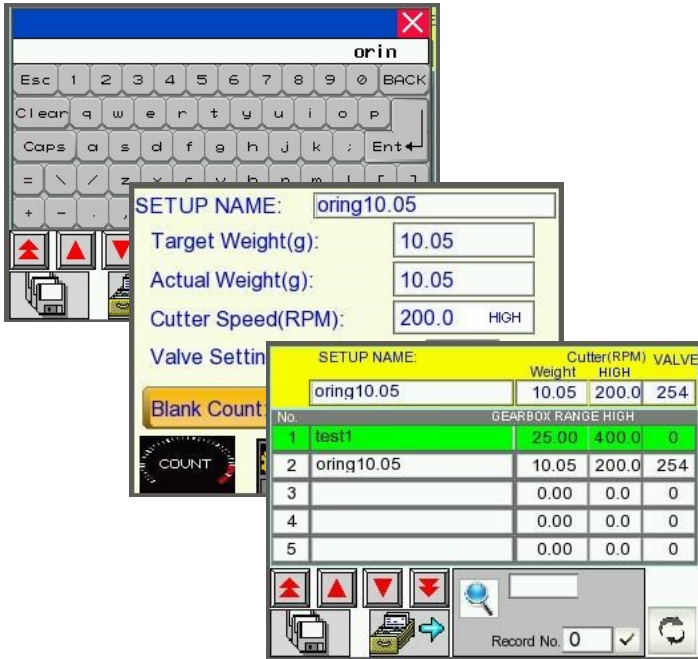 orin
Esc 1 2 3 4 5 6 7 8 9 0 BACK
Clear q w e r t y u i o p
Caps a s d f g h j k ; Ent
= \ / z x c v b n m l [ ]
+ - . ,
SETUP NAME: oring10.05
Target Weight(g): 10.05
Actual Weight(g): 10.05
Cutter Speed(RPM): 200.0 HIGH
Valve Settin
Blank Count:
COUNT
SETUP NAME: Cutter(RPM) VALVE
Weight HIGH
oring10.05 10.05 200.0 254
No. GEARBOX RANGE HIGH
1 test1 25.00 400.0 0
2 oring10.05 10.05 200.0 254
3 0.00 0.0 0
4 0.00 0.0 0
5 0.00 0.0 0
Record No. 0